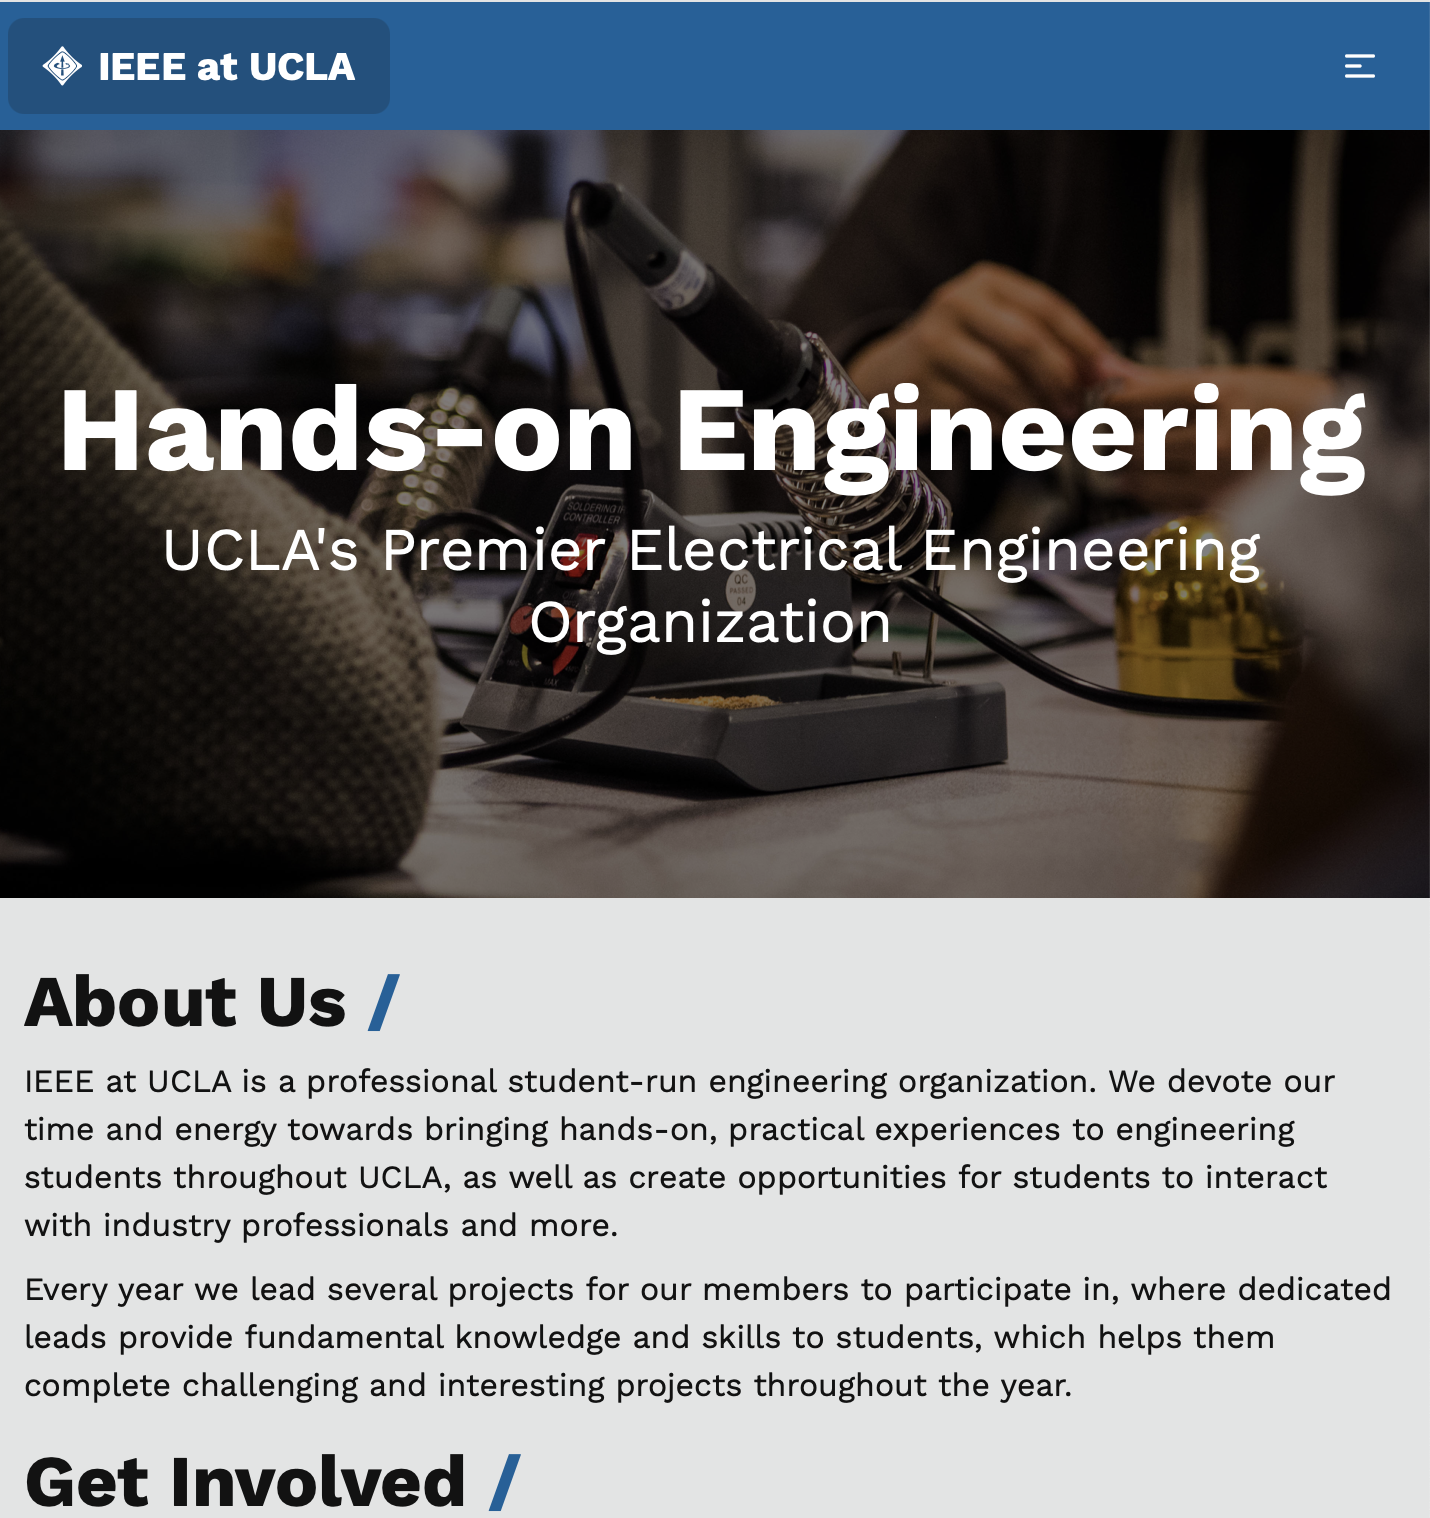 IEEE at UCLA
Hands-on Engineering
SOLDERING
CONTROLLER
UCLA's Premier Electrical Engineering
QC
PASSED
04
Organization
About Us /
IEEE at UCLA is a professional student-run engineering organization. We devote our
time and energy towards bringing hands-on, practical experiences to engineering
students throughout UCLA, as well as create opportunities for students to interact
with industry professionals and more.
Every year we lead several projects for our members to participate in, where dedicated
leads provide fundamental knowledge and skills to students, which helps them
complete challenging and interesting projects throughout the year.
Get Involved /